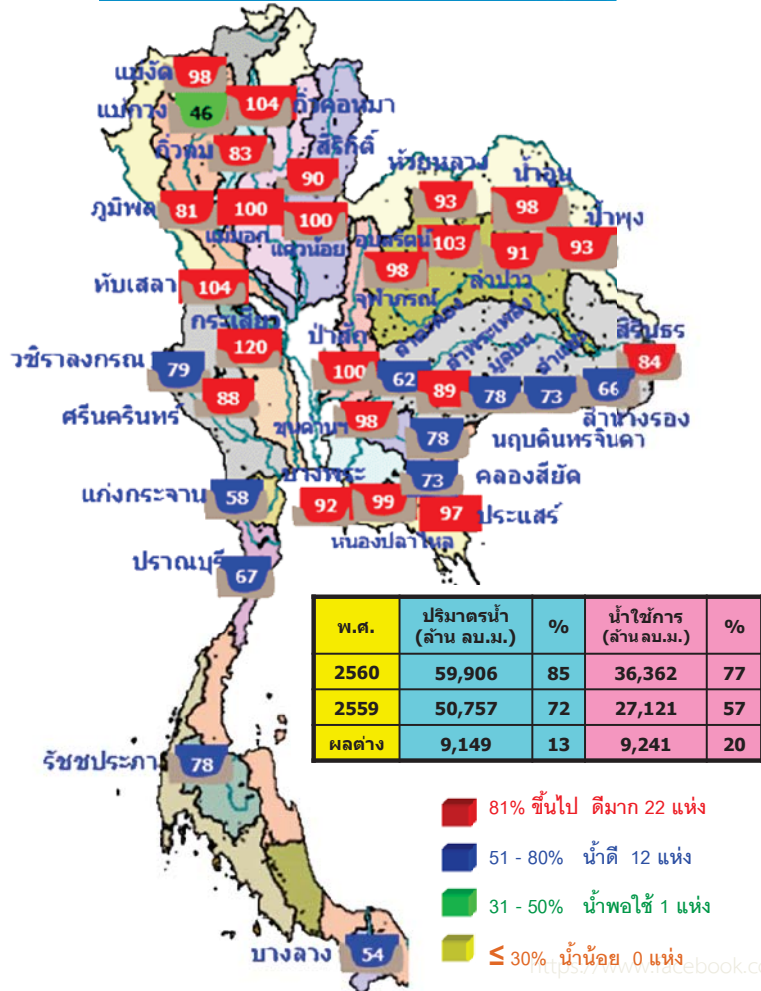 แม่งัด
98
แม่กวง
46
104
กิ่วคอหมา
กิ่วลม
83
สิริกิติ์
90
ห้วยหลวง
93
น้ำอูน
98
ภูมิพล
81
100
100
แม่มอก
แควน้อย
อุบลรัตน์
103
98
91
น้ำพุง
93
ลำปาว
ทับเสลา
104
จุฬาภรณ์
กระเสียว
120
ป่าสัก
100
ลำตะคอง
62
ลำพระเพลิง
89
มูลบน
78
ลำแซะ
73
66
สิรินธร
84
วชิราลงกรณ
79
88
ศรีนครินทร์
98
ขุนด่านฯ
78
ลำนางรอง
นฤบดินทรจินดา
บางพระ
73
คลองสียัด
แก่งกระจาน
58
92
99
97
ประแสร์
หนองปลาไหล
ปราณบุรี
67
พ.ศ. ปริมาตรน้ำ (ล้าน ลบ.ม.) % น้ำใช้การ (ล้าน ลบ.ม.) %
2560 59,906 85 36,362 77
2559 50,757 72 27,121 57
ผลต่าง 9,149 13 9,241 20
รัชชประภา
78
81% ขึ้นไป ดีมาก 22 แห่ง
51 - 80% น้ำดี 12 แห่ง
31 - 50% น้ำพอใช้ 1 แห่ง
≤ 30% น้ำน้อย 0 แห่ง
บางลาง
54
https://www.facebook.co